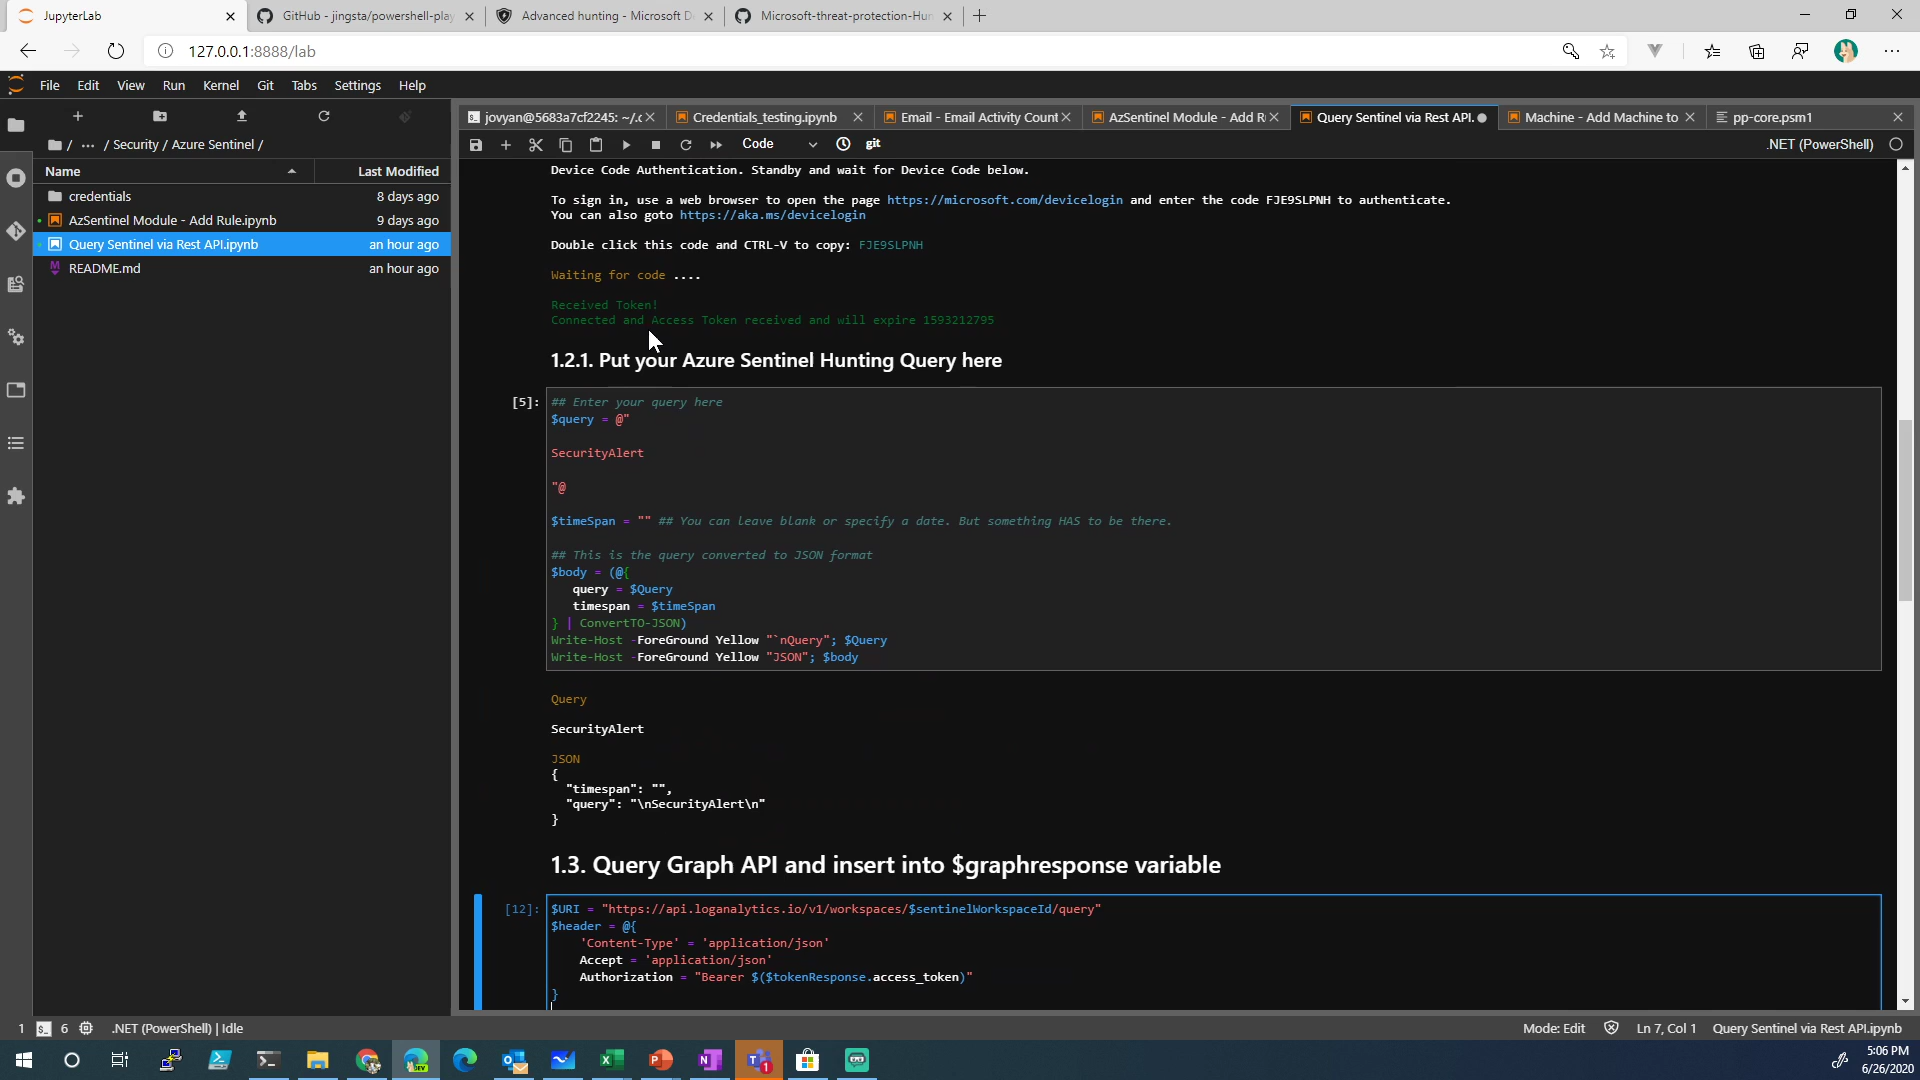 JupyterLab
GitHub - jingsta/powershell-play
Advanced hunting - Microsoft D
Microsoft-threat-protection-Hun
127.0.0.1:8888/lab
File Edit View Run Kernel Git Tabs Settings Help
/ ··· / Security / Azure Sentinel /
Name Last Modified
credentials 8 days ago
AzSentinel Module - Add Rule.ipynb 9 days ago
Query Sentinel via Rest API.ipynb an hour ago
README.md an hour ago
jovyan@5683a7cf2245: ~/.c
Credentials_testing.ipynb
Email - Email Activity Count
AzSentinel Module - Add R
Query Sentinel via Rest API.
Machine - Add Machine to
pp-core.psm1
Code git .NET (PowerShell)
Device Code Authentication. Standby and wait for Device Code below.
To sign in, use a web browser to open the page https://microsoft.com/devicelogin and enter the code FJE9SLPNH to authenticate.
You can also goto https://aka.ms/devicelogin
Double click this code and CTRL-V to copy: FJE9SLPNH
Waiting for code ....
Received Token!
Connected and Access Token received and will expire 1593212795
1.2.1. Put your Azure Sentinel Hunting Query here
[5]: ## Enter your query here
$query = @"
SecurityAlert
"@
$timeSpan = "" ## You can leave blank or specify a date. But something HAS to be there.
## This is the query converted to JSON format
$body = (@{
query = $Query
timespan = $timeSpan
} | ConvertTO-JSON)
Write-Host -ForeGround Yellow "`nQuery"; $Query
Write-Host -ForeGround Yellow "JSON"; $body
Query
SecurityAlert
JSON
{
"timespan": "",
"query": "\nSecurityAlert\n"
}
1.3. Query Graph API and insert into $graphresponse variable
[12]: $URI = "https://api.loganalytics.io/v1/workspaces/$sentinelWorkspaceId/query"
$header = @{
'Content-Type' = 'application/json'
Accept = 'application/json'
Authorization = "Bearer $($tokenResponse.access_token)"
}
1 6 .NET (PowerShell) | Idle
Mode: Edit Ln 7, Col 1 Query Sentinel via Rest API.ipynb
5:06 PM
6/26/2020